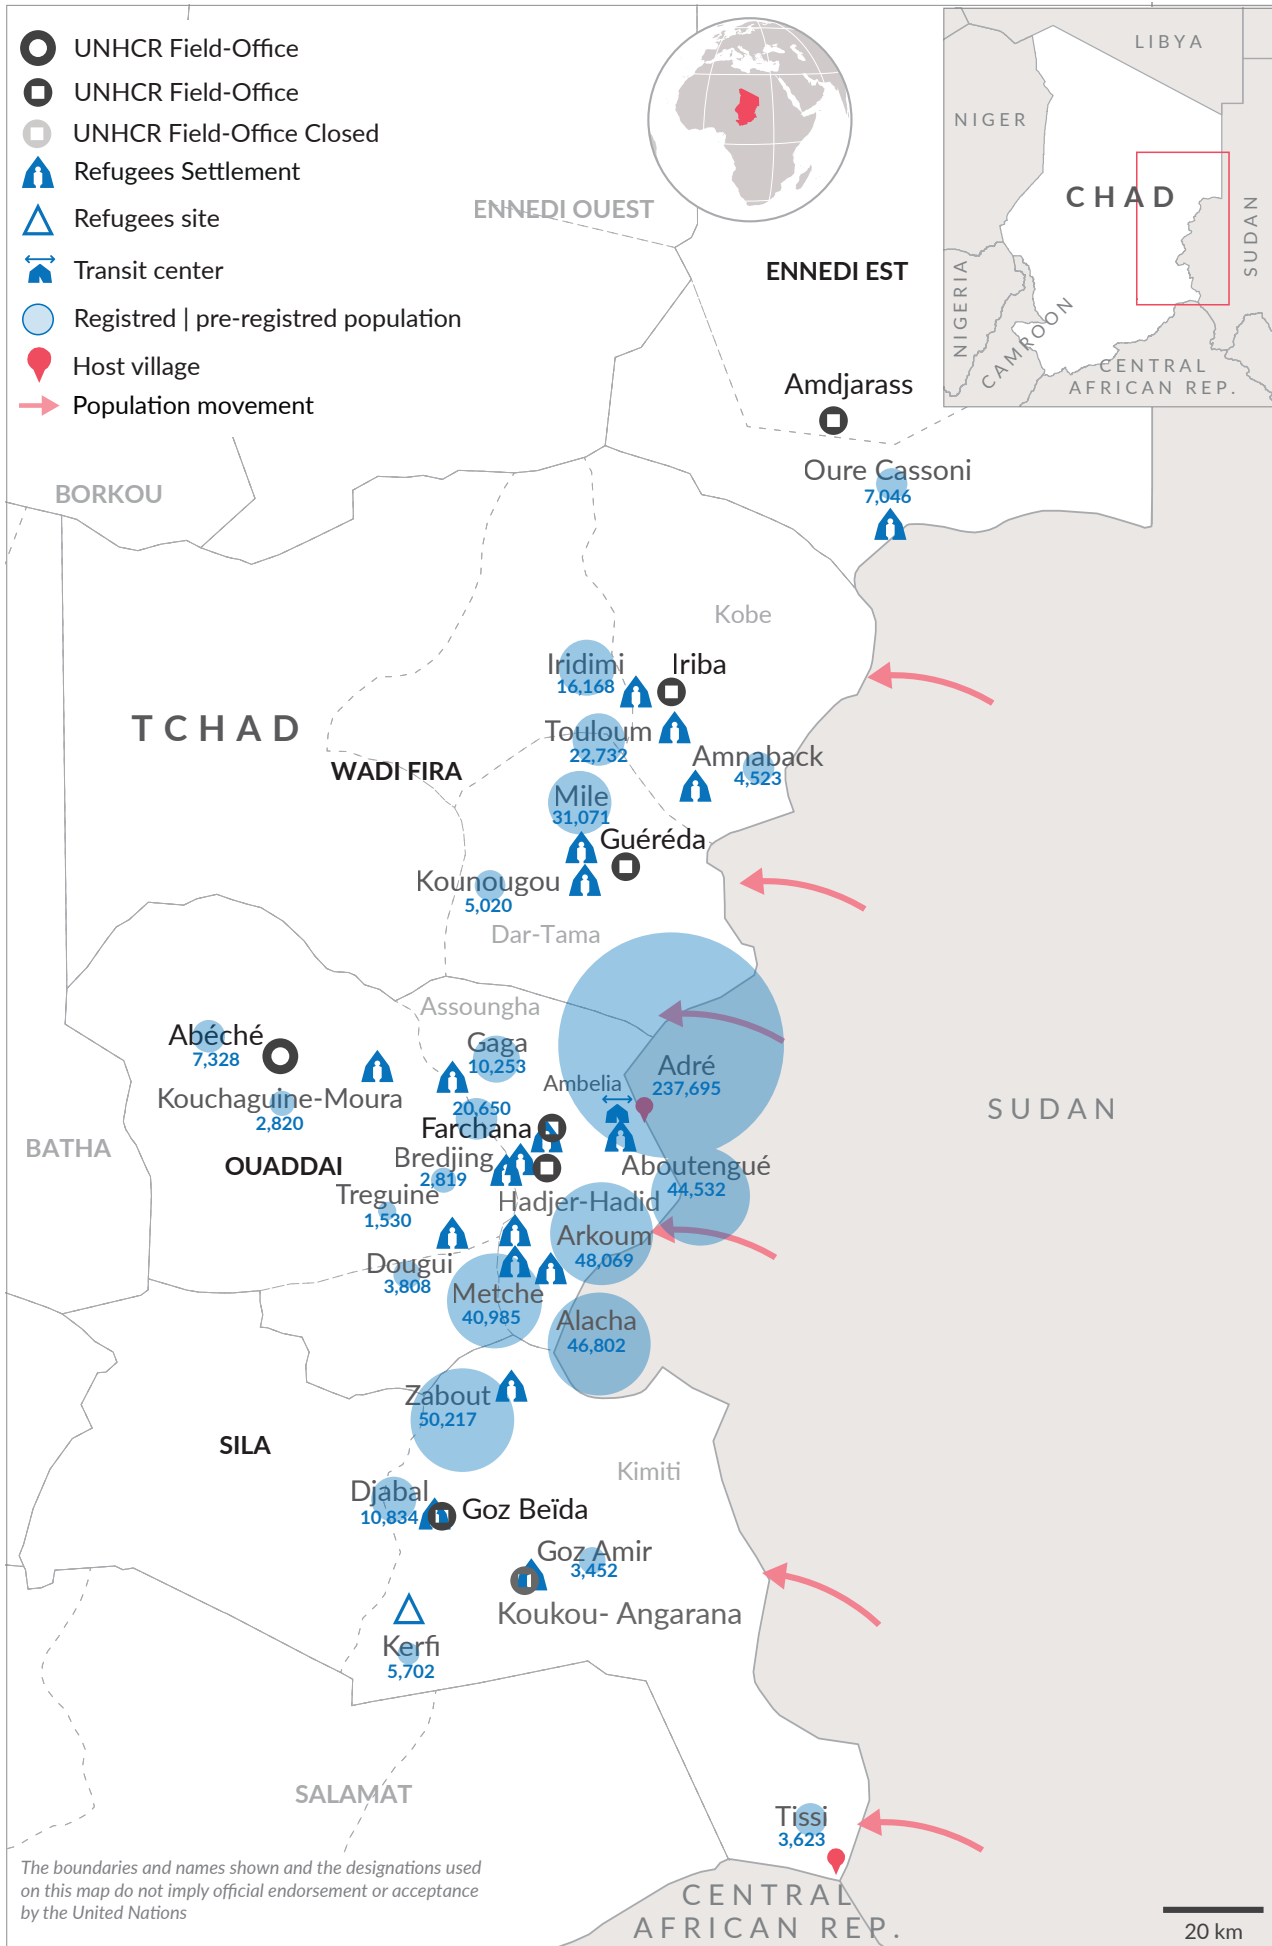 UNHCR Field-Office
UNHCR Field-Office
UNHCR Field-Office Closed
Refugees Settlement
Refugees site
Transit center
Registred | pre-registred population
Host village
Population movement
LIBYA
NIGER
CHAD
SUDAN
NIGERIA
CAMROON
CENTRAL
AFRICAN REP.
ENNEDI OUEST
ENNEDI EST
Amdjarass
Oure Cassoni
7,046
BORKOU
Kobe
Iridimi
16,168
Iriba
TCHAD
Touloum
22,732
Amnaback
4,523
WADI FIRA
Mile
31,071
Guéréda
Kounougou
5,020
Dar-Tama
Assoungha
Abéché
7,328
Gaga
10,253
Adré
237,695
Ambelia
Kouchaguine-Moura
2,820
20,650
Farchana
SUDAN
BATHA
OUADDAI
Bredjing
2,819
Aboutengué
44,532
Treguine
1,530
Hadjer-Hadid
Arkoum
48,069
Dougui
3,808
Metche
40,985
Alacha
46,802
Zabout
50,217
SILA
Kimiti
Djabal
10,834
Goz Beïda
Goz Amir
3,452
Koukou- Angarana
Kerfi
5,702
SALAMAT
Tissi
3,623
The boundaries and names shown and the designations used
on this map do not imply official endorsement or acceptance
by the United Nations
CENTRAL
AFRICAN REP.
20 km